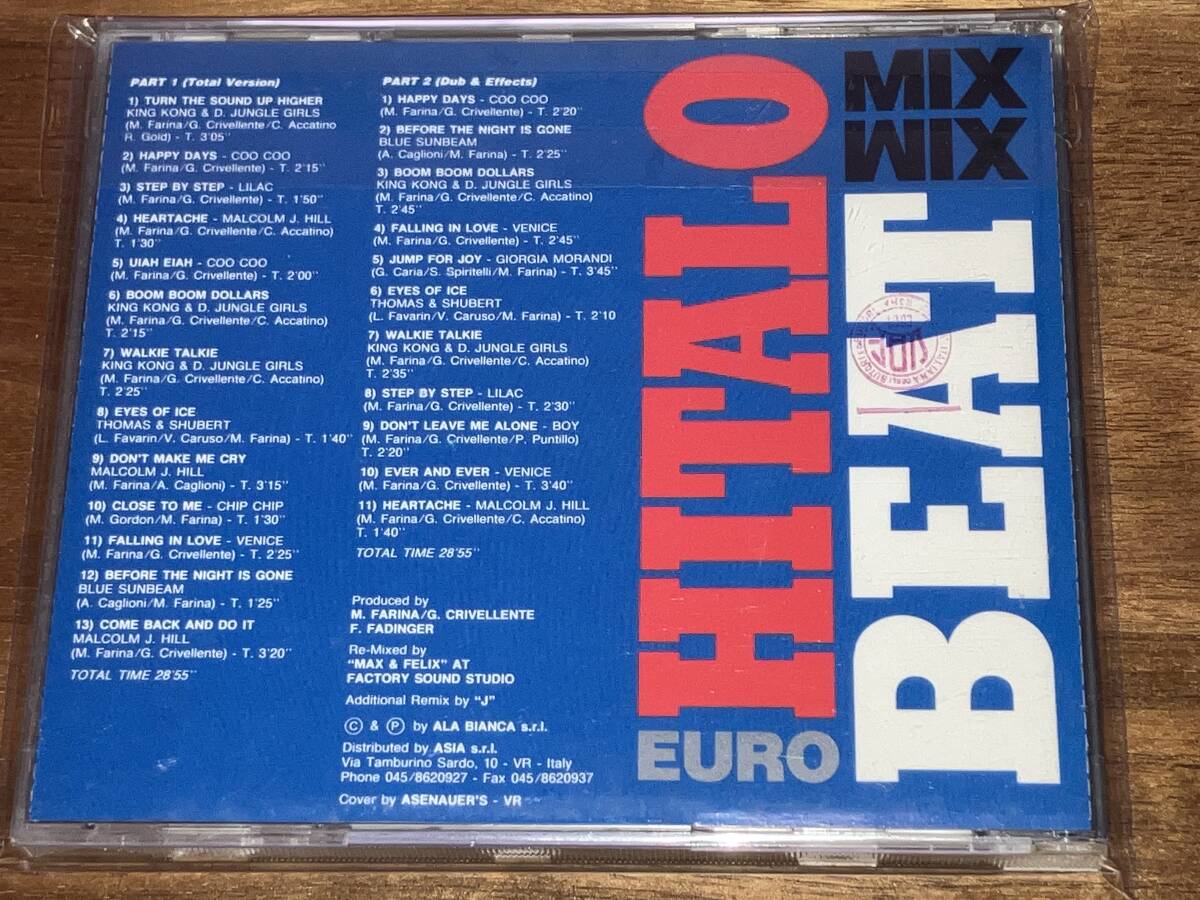 PART 1 (Total Version)
1) TURN THE SOUND UP HIGHER
KING KONG & D. JUNGLE GIRLS
(M. Farina/G. Crivellente/C. Accatino
R. Gold) - T. 3'05''
2) HAPPY DAYS - COO COO
(M. Farina/G. Crivellente) - T. 2'15''
3) STEP BY STEP - LILAC
(M. Farina/G. Crivellente) - T. 1'50''
4) HEARTACHE - MALCOLM J. HILL
(M. Farina/G. Crivellente/C. Accatino)
T. 1'30''
5) UIAH EIAH - COO COO
(M. Farina/G. Crivellente) - T. 2'00''
6) BOOM BOOM DOLLARS
KING KONG & D. JUNGLE GIRLS
(M. Farina/G. Crivellente/C. Accatino)
T. 2'15''
7) WALKIE TALKIE
KING KONG & D. JUNGLE GIRLS
(M. Farina/G. Crivellente/C. Accatino)
T. 2'25''
8) EYES OF ICE
THOMAS & SHUBERT
(L. Favarin/V. Caruso/M. Farina) - T. 1'40''
9) DON'T MAKE ME CRY
MALCOLM J. HILL
(M. Farina/A. Caglioni) - T. 3'15''
10) CLOSE TO ME - CHIP CHIP
(M. Gordon/M. Farina) - T. 1'30''
11) FALLING IN LOVE - VENICE
(M. Farina/G. Crivellente) - T. 2'25''
12) BEFORE THE NIGHT IS GONE
BLUE SUNBEAM
(A. Caglioni/M. Farina) - T. 1'25''
13) COME BACK AND DO IT
MALCOLM J. HILL
(M. Farina/G. Crivellente) - T. 3'20''
TOTAL TIME 28'55''
PART 2 (Dub & Effects)
1) HAPPY DAYS - COO COO
(M. Farina/G. Crivellente) - T. 2'20''
2) BEFORE THE NIGHT IS GONE
BLUE SUNBEAM
(A. Caglioni/M. Farina) - T. 2'25''
3) BOOM BOOM DOLLARS
KING KONG & D. JUNGLE GIRLS
(M. Farina/G. Crivellente/C. Accatino)
T. 2'45''
4) FALLING IN LOVE - VENICE
(M. Farina/G. Crivellente) - T. 2'45''
5) JUMP FOR JOY - GIORGIA MORANDI
(G. Caria/S. Spiritelli/M. Farina) - T. 3'45''
6) EYES OF ICE
THOMAS & SHUBERT
(L. Favarin/V. Caruso/M. Farina) - T. 2'10
7) WALKIE TALKIE
KING KONG & D. JUNGLE GIRLS
(M. Farina/G. Crivellente/C. Accatino)
T. 2'35''
8) STEP BY STEP - LILAC
(M. Farina/G. Crivellente) - T. 2'30''
9) DON'T LEAVE ME ALONE - BOY
(M. Farina/G. Crivellente/P. Puntillo)
T. 2'20''
10) EVER AND EVER - VENICE
(M. Farina/G. Crivellente) - T. 3'40''
11) HEARTACHE - MALCOLM J. HILL
(M. Farina/G. Crivellente/C. Accatino)
T. 1'40''
TOTAL TIME 28'55''
Produced by
M. FARINA/G. CRIVELLENTE
F. FADINGER
Re-Mixed by
"MAX & FELIX" AT
FACTORY SOUND STUDIO
Additional Remix by "J"
© & ℗ by ALA BIANCA s.r.l.
Distributed by ASIA s.r.l.
Via Tamburino Sardo, 10 - VR - Italy
Phone 045/8620927 - Fax 045/8620937
Cover by ASENAUER'S - VR
EURO
HITALO
BEAT
MIX
MIX